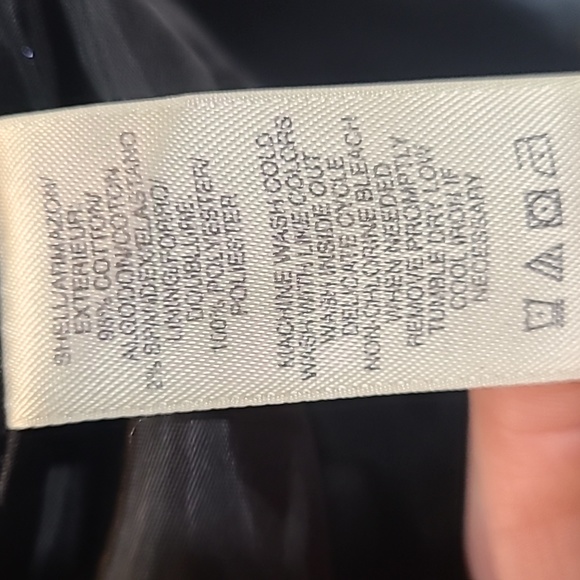 SHELL/ARMAZON/
EXTERIEUR:
98% COTTON/
ALGODON/COTON
2% SPANDEX/ELASTANO
LINING/FORRO/
DOUBLURE:
100% POLYESTER/
POLIESTER
MACHINE WASH COLD
WASH WITH LIKE COLORS
WASH INSIDE OUT
DELICATE CYCLE
NON-CHLORINE BLEACH
WHEN NEEDED
REMOVE PROMPTLY
TUMBLE DRY LOW
COOL IRON IF
NECESSARY